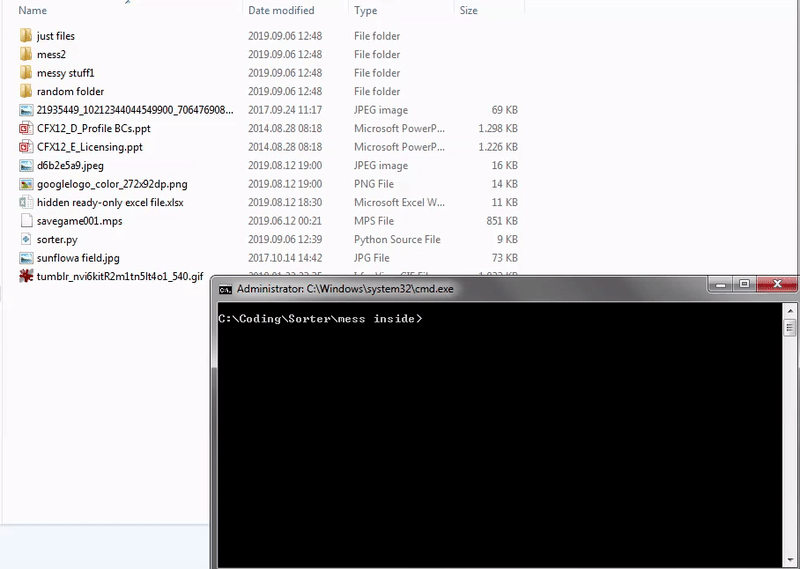 Name Date modified Type Size
just files 2019.09.06 12:48 File folder
mess2 2019.09.06 12:48 File folder
messy stuff1 2019.09.06 12:48 File folder
random folder 2019.09.06 12:48 File folder
21935449_10212344044549900_706476908... 2017.09.24 11:17 JPEG image 69 KB
CFX12_D_Profile BCs.ppt 2014.08.28 08:18 Microsoft PowerP... 1.298 KB
CFX12_E_Licensing.ppt 2014.08.28 08:18 Microsoft PowerP... 1.226 KB
d6b2e5a9.jpeg 2019.08.12 19:00 JPEG image 16 KB
googlelogo_color_272x92dp.png 2019.08.12 19:00 PNG File 14 KB
hidden ready-only excel file.xlsx 2019.08.12 18:30 Microsoft Excel W... 11 KB
savegame001.mps 2019.06.12 00:21 MPS File 851 KB
sorter.py 2019.09.06 12:39 Python Source File 9 KB
sunflowa field.jpg 2017.10.14 14:42 JPG File 73 KB
tumblr_nvi6kitR2m1tn5lt4o1_540.gif
Administrator: C:\Windows\system32\cmd.exe
C:\Coding\Sorter\mess inside>